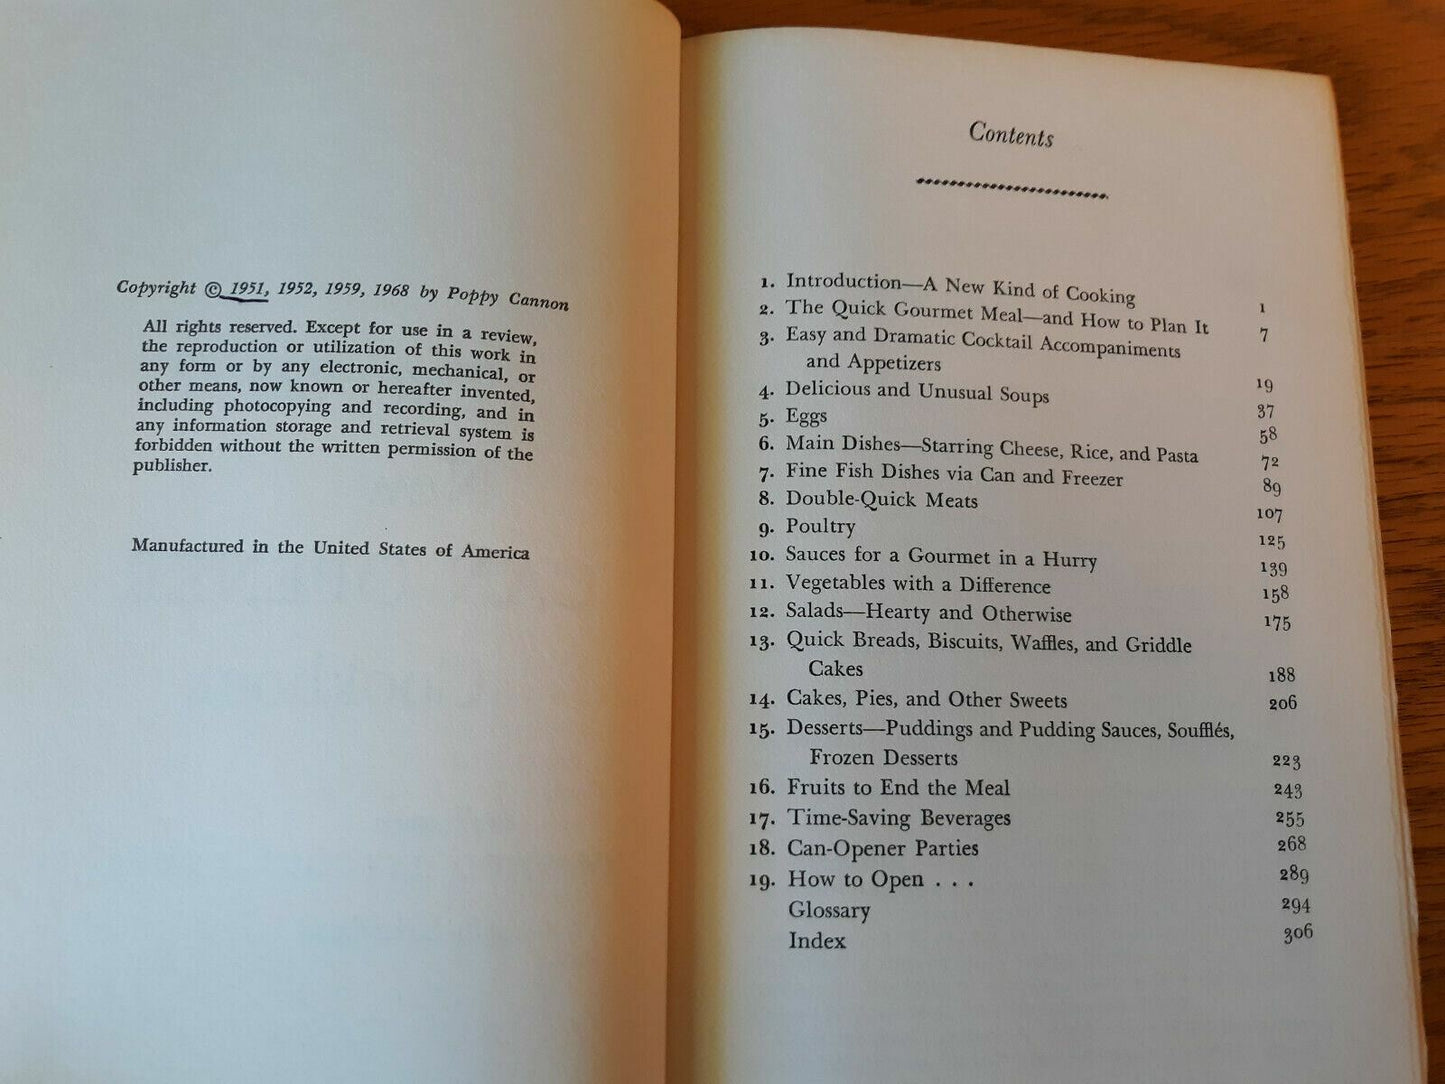 Copyright © 1951, 1952, 1959, 1968 by Poppy Cannon
All rights reserved. Except for use in a review,
the reproduction or utilization of this work in
any form or by any electronic, mechanical, or
other means, now known or hereafter invented,
including photocopying and recording, and in
any information storage and retrieval system is
forbidden without the written permission of the
publisher.
Manufactured in the United States of America
Contents
1. Introduction—A New Kind of Cooking 1
2. The Quick Gourmet Meal—and How to Plan It 7
3. Easy and Dramatic Cocktail Accompaniments
and Appetizers 19
4. Delicious and Unusual Soups 37
5. Eggs 58
6. Main Dishes—Starring Cheese, Rice, and Pasta 72
7. Fine Fish Dishes via Can and Freezer 89
8. Double-Quick Meats 107
9. Poultry 125
10. Sauces for a Gourmet in a Hurry 139
11. Vegetables with a Difference 158
12. Salads—Hearty and Otherwise 175
13. Quick Breads, Biscuits, Waffles, and Griddle
Cakes 188
14. Cakes, Pies, and Other Sweets 206
15. Desserts—Puddings and Pudding Sauces, Soufflés,
Frozen Desserts 223
16. Fruits to End the Meal 243
17. Time-Saving Beverages 255
18. Can-Opener Parties 268
19. How to Open . . . 289
Glossary 294
Index 306